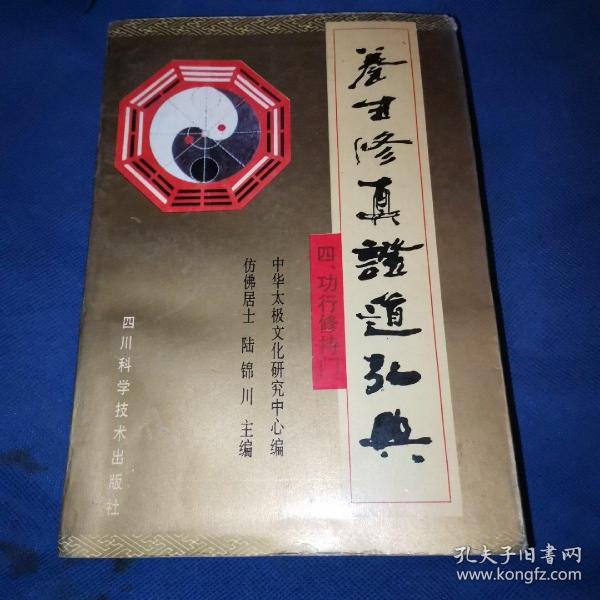 养生修真證道弘典
四、功行修持门
中华太极文化研究中心编
仿佛居士 陆锦川 主编
四川科学技术出版社
孔夫子旧書网
www.kongfz.com